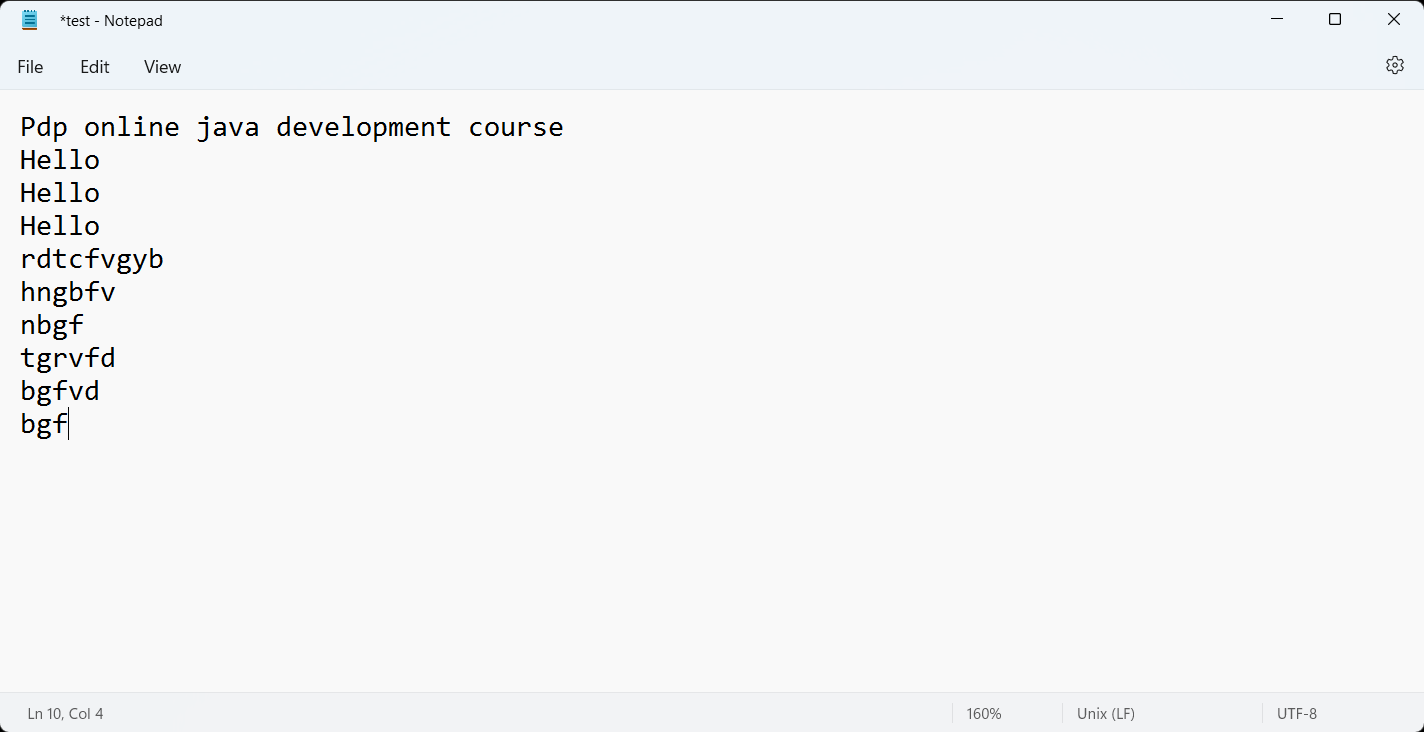 *test - Notepad
File Edit View
Pdp online java development course
Hello
Hello
Hello
rdtcfvgyb
hngbfv
nbgf
tgrvfd
bgfvd
bgf
Ln 10, Col 4 160% Unix (LF) UTF-8